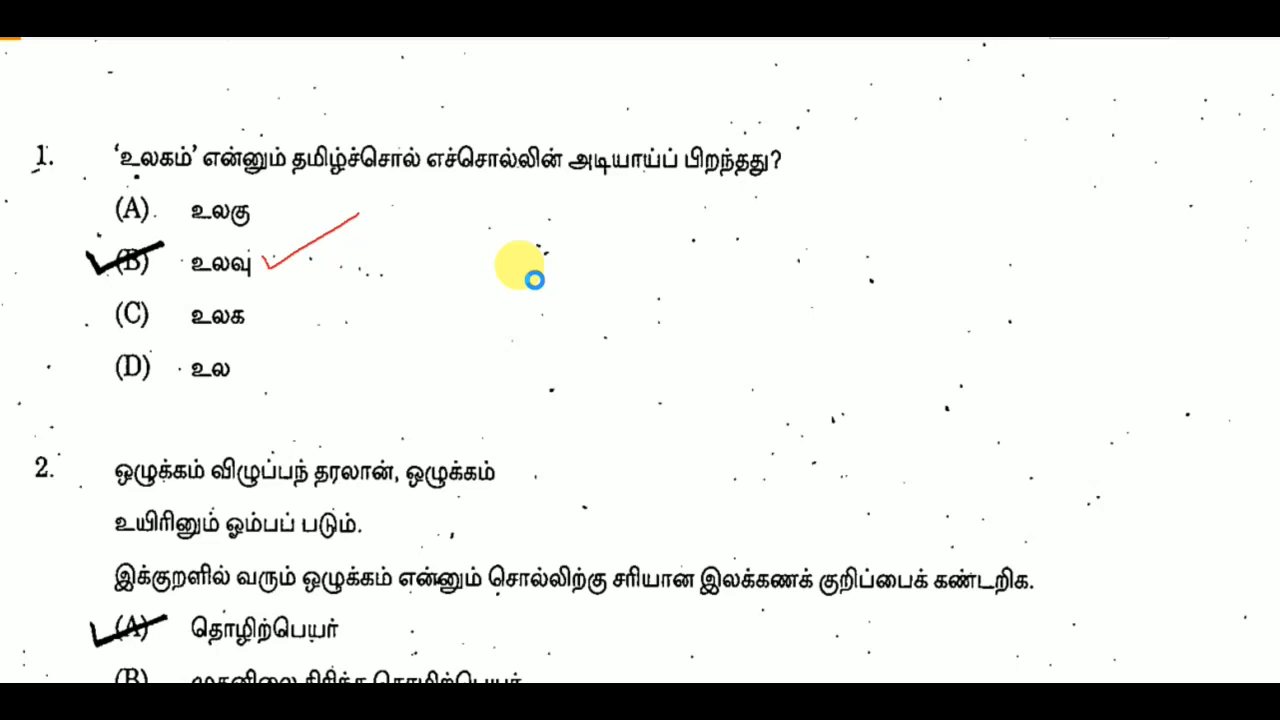 1. 'உலகம்' என்னும் தமிழ்ச்சொல் எச்சொல்லின் அடியாய்ப் பிறந்தது?
(A) உலகு
(B) உலவு
(C) உலக
(D) உல
2. ஒழுக்கம் விழுப்பந் தரலான், ஒழுக்கம்
உயிரினும் ஓம்பப் படும்.
இக்குறளில் வரும் ஒழுக்கம் என்னும் சொல்லிற்கு சரியான இலக்கணக் குறிப்பைக் கண்டறிக.
(A) தொழிற்பெயர்
(B)